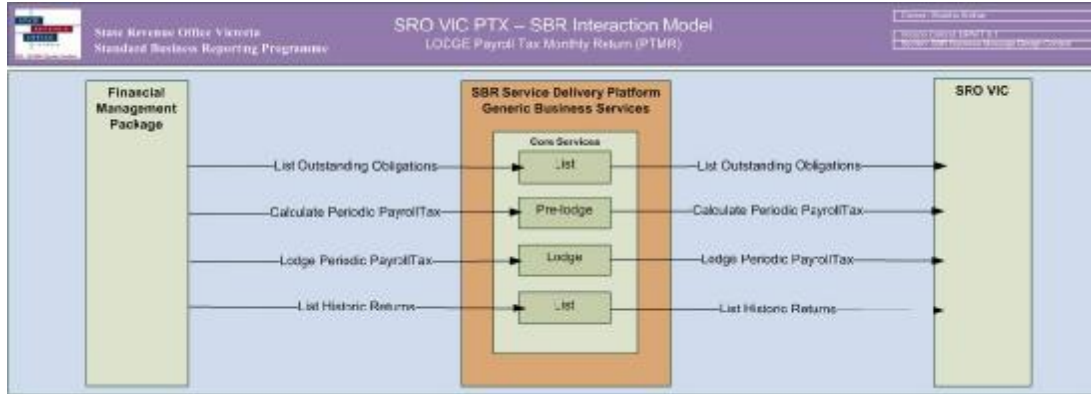 State Revenue Office Victoria
Standard Business Reporting Programme
SRO VIC PTX – SBR Interaction Model
LODGE Payroll Tax Monthly Return (PTMR)
Financial
Management
Package
SBR Service Delivery Platform
Generic Business Services
SRO VIC
Core Services
List Outstanding Obligations
List
List Outstanding Obligations
Calculate Periodic PayrollTax
Pre-lodge
Calculate Periodic PayrollTax
Lodge Periodic PayrollTax
Lodge
Lodge Periodic PayrollTax
List Historic Returns
List
List Historic Returns